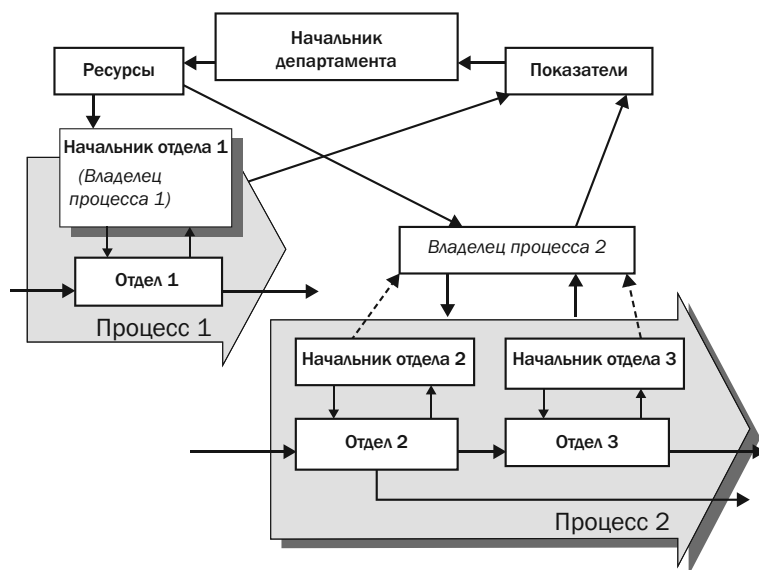 Начальник
департамента
Ресурсы
Показатели
Начальник отдела 1
(Владелец
процесса 1)
Отдел 1
Процесс 1
Владелец процесса 2
Начальник отдела 2
Начальник отдела 3
Отдел 2
Отдел 3
Процесс 2